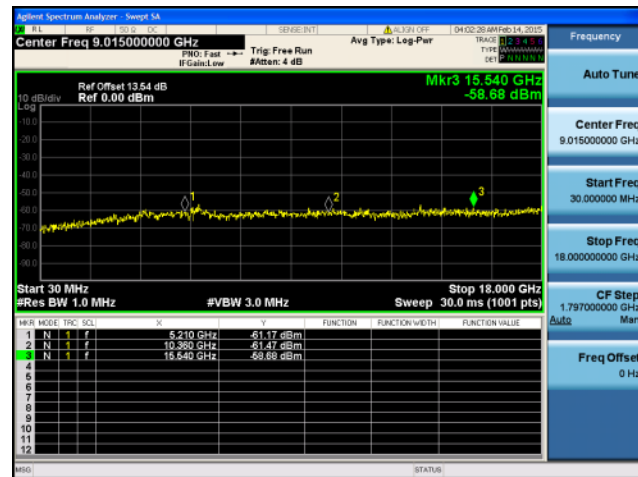 Agilent Spectrum Analyzer - Swept SA
RL RF 50 Ω DC SENSE:INT ALIGN OFF 04:02:28 AM Feb 14, 2015
Center Freq 9.015000000 GHz
PNO: Fast Trig: Free Run
IFGain:Low #Atten: 4 dB
Avg Type: Log-Pwr
TRACE 1 2 3 4 5 6
TYPE
DET P N N N N N
Mkr3 15.540 GHz
-58.68 dBm
Ref Offset 13.54 dB
10 dB/div Ref 0.00 dBm
Log
-10.0
-20.0
-30.0
-40.0
-50.0
-60.0
-70.0
-80.0
-90.0
1
2
3
Start 30 MHz Stop 18.000 GHz
#Res BW 1.0 MHz #VBW 3.0 MHz Sweep 30.0 ms (1001 pts)
MKR MODE TRC SCL X Y FUNCTION FUNCTION WIDTH FUNCTION VALUE
1 N 1 f 5.210 GHz -61.17 dBm
2 N 1 f 10.360 GHz -61.47 dBm
3 N 1 f 15.540 GHz -58.68 dBm
4
5
6
7
8
9
10
11
12
MSG STATUS
Frequency
Auto Tune
Center Freq
9.015000000 GHz
Start Freq
30.000000 MHz
Stop Freq
18.000000000 GHz
CF Step
1.797000000 GHz
Auto Man
Freq Offset
0 Hz